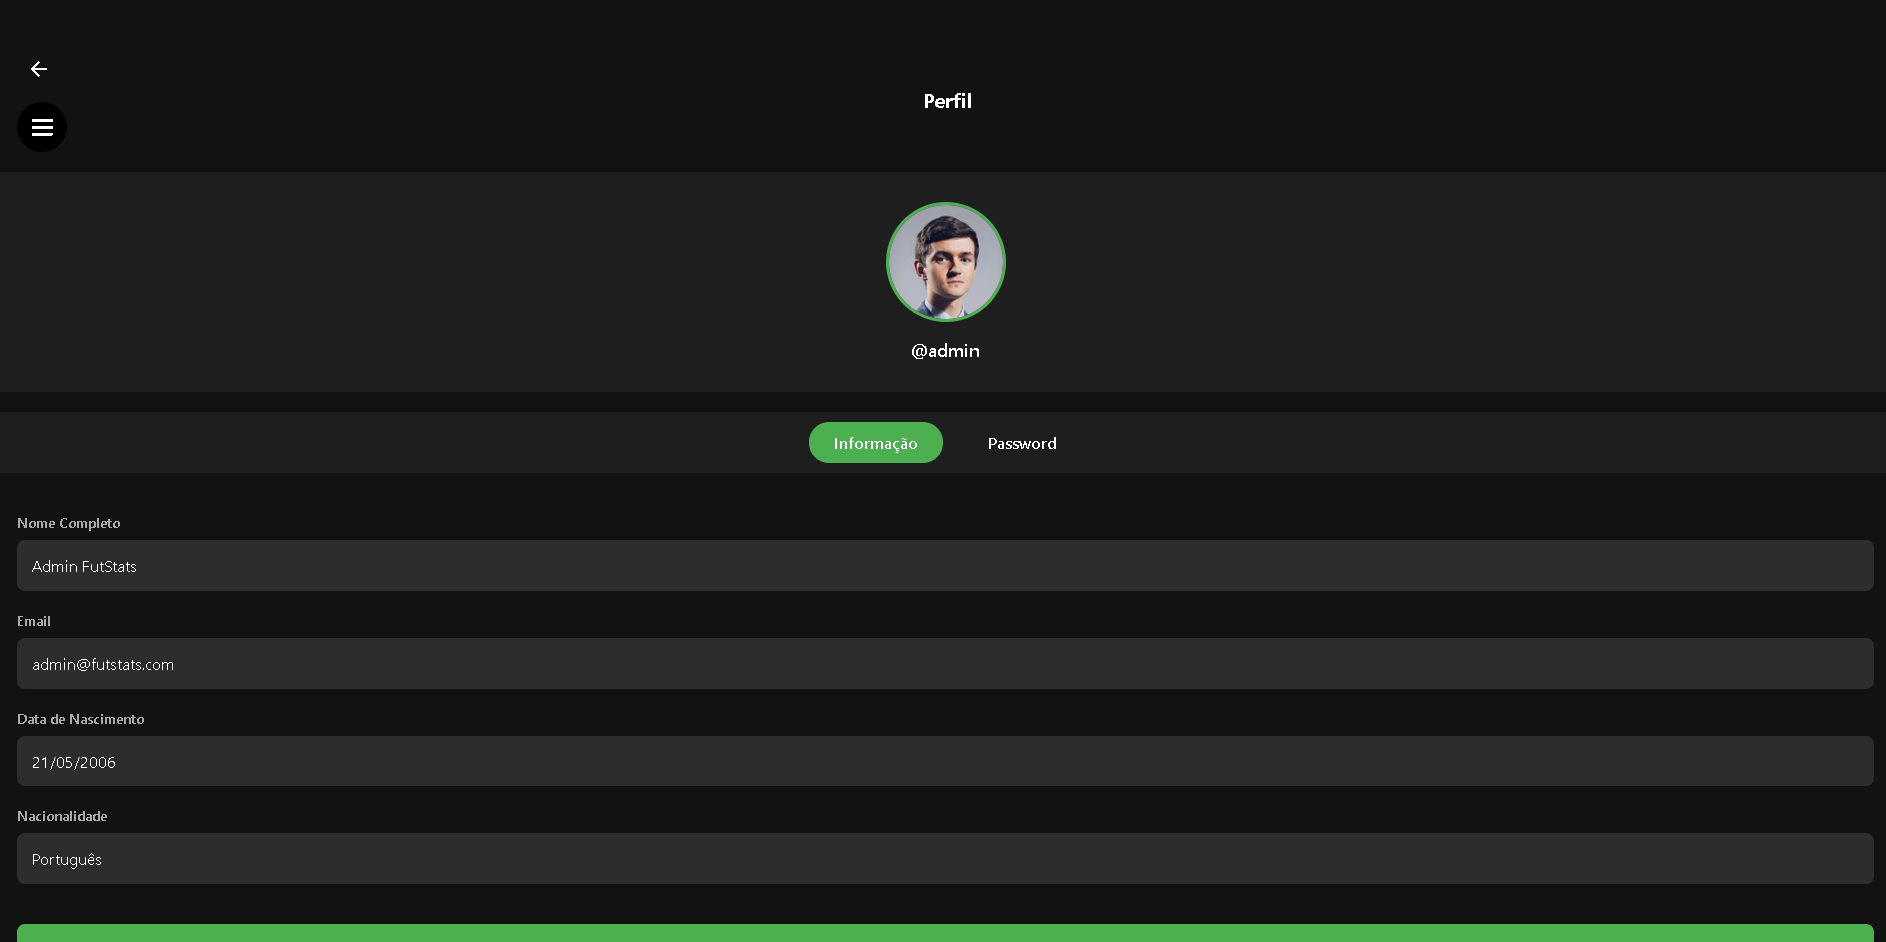 Perfil
@admin
Informação
Password
Nome Completo
Admin FutStats
Email
admin@futstats.com
Data de Nascimento
21/05/2006
Nacionalidade
Português